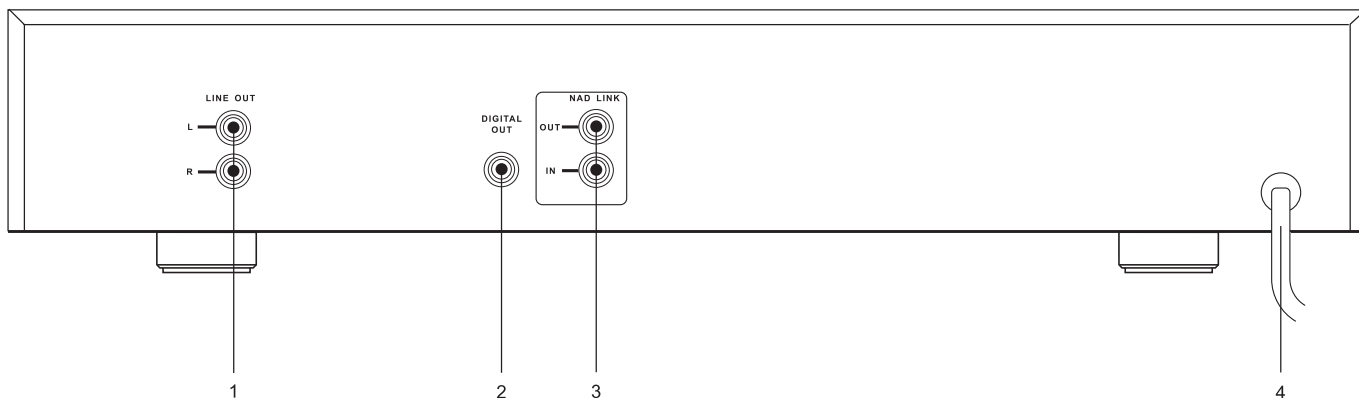 LINE OUT
L
R
DIGITAL
OUT
NAD LINK
OUT
IN
1
2
3
4